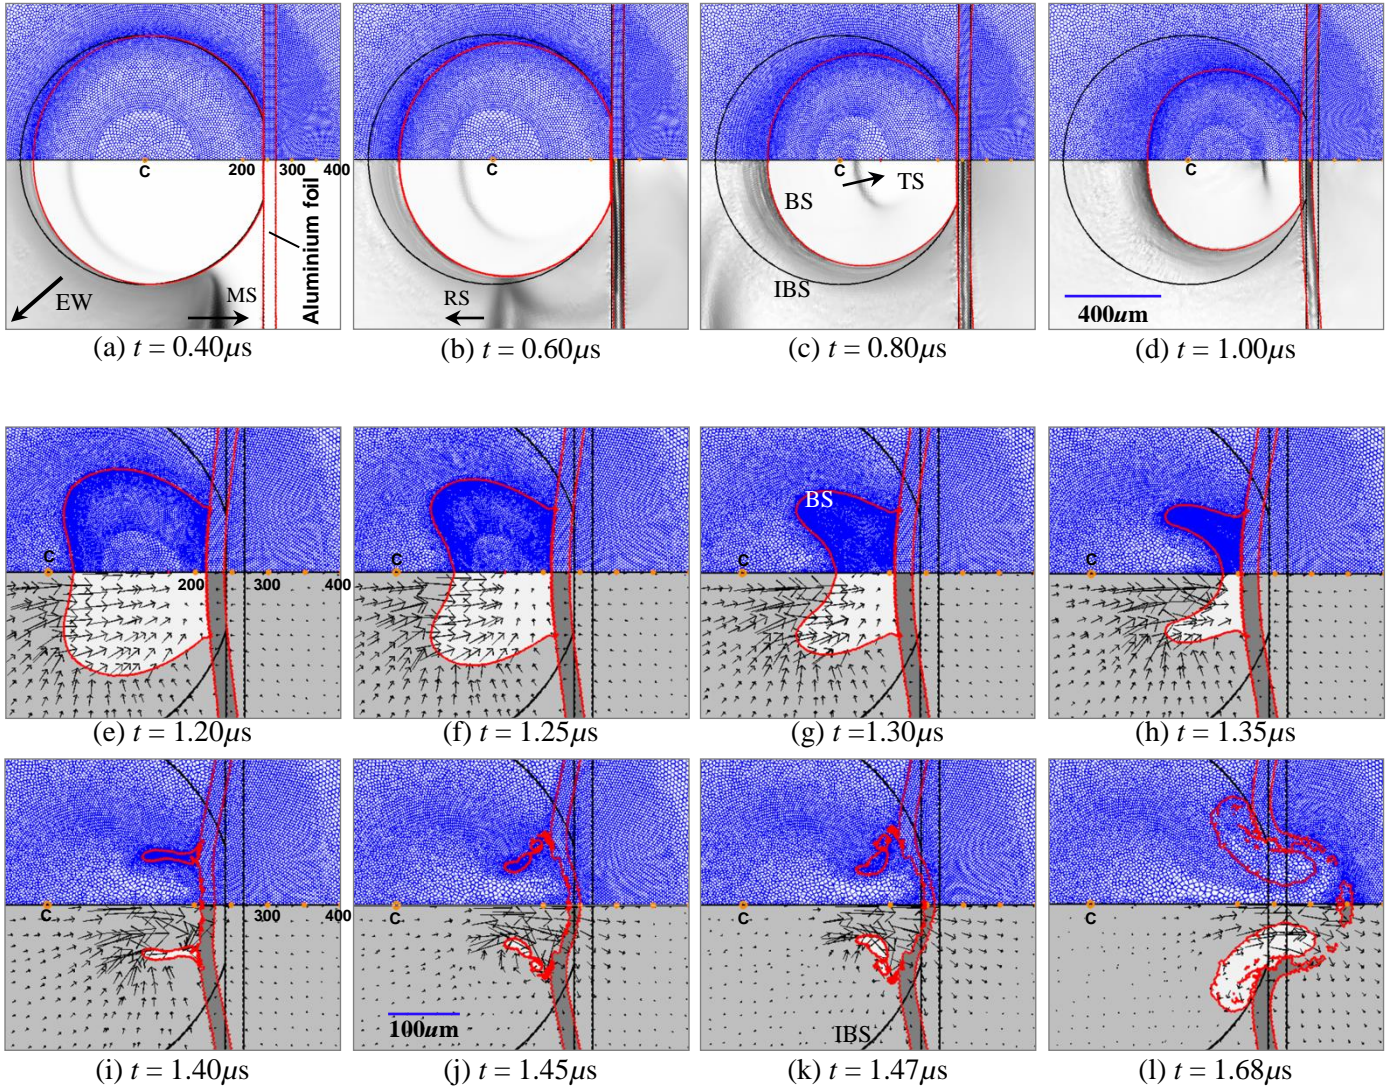 C
200
300
400
EW
MS
Aluminium foil
(a) t = 0.40μs
C
RS
(b) t = 0.60μs
C
TS
BS
IBS
(c) t = 0.80μs
C
400μm
(d) t = 1.00μs
C
200
300
400
(e) t = 1.20μs
C
(f) t = 1.25μs
BS
C
(g) t =1.30μs
C
(h) t = 1.35μs
C
300
400
(i) t = 1.40μs
C
100μm
(j) t = 1.45μs
C
IBS
(k) t = 1.47μs
C
(l) t = 1.68μs